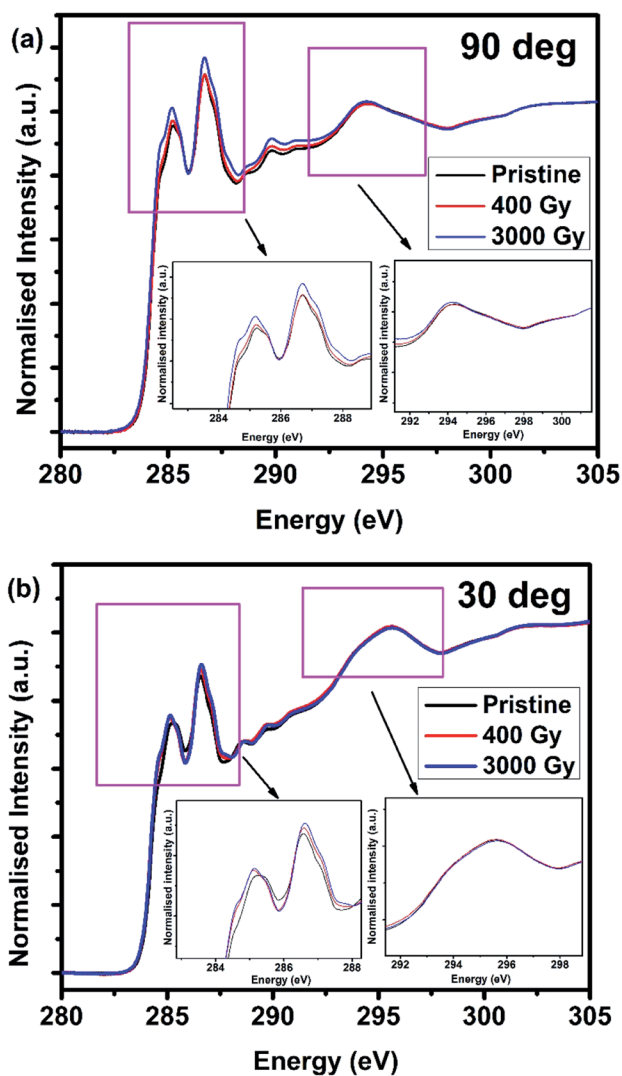 (a)
90 deg
Normalised Intensity (a.u.)
Pristine
400 Gy
3000 Gy
Normalised intensity (a.u.)
284 286 288
Energy (eV)
Normalised intensity (a.u.)
292 294 296 298 300
Energy (eV)
280 285 290 295 300 305
Energy (eV)
(b)
30 deg
Normalised Intensity (a.u.)
Pristine
400 Gy
3000 Gy
Normalised intensity (a.u.)
284 286 288
Energy (eV)
Normalised intensity (a.u.)
292 294 296 298
Energy (eV)
280 285 290 295 300 305
Energy (eV)